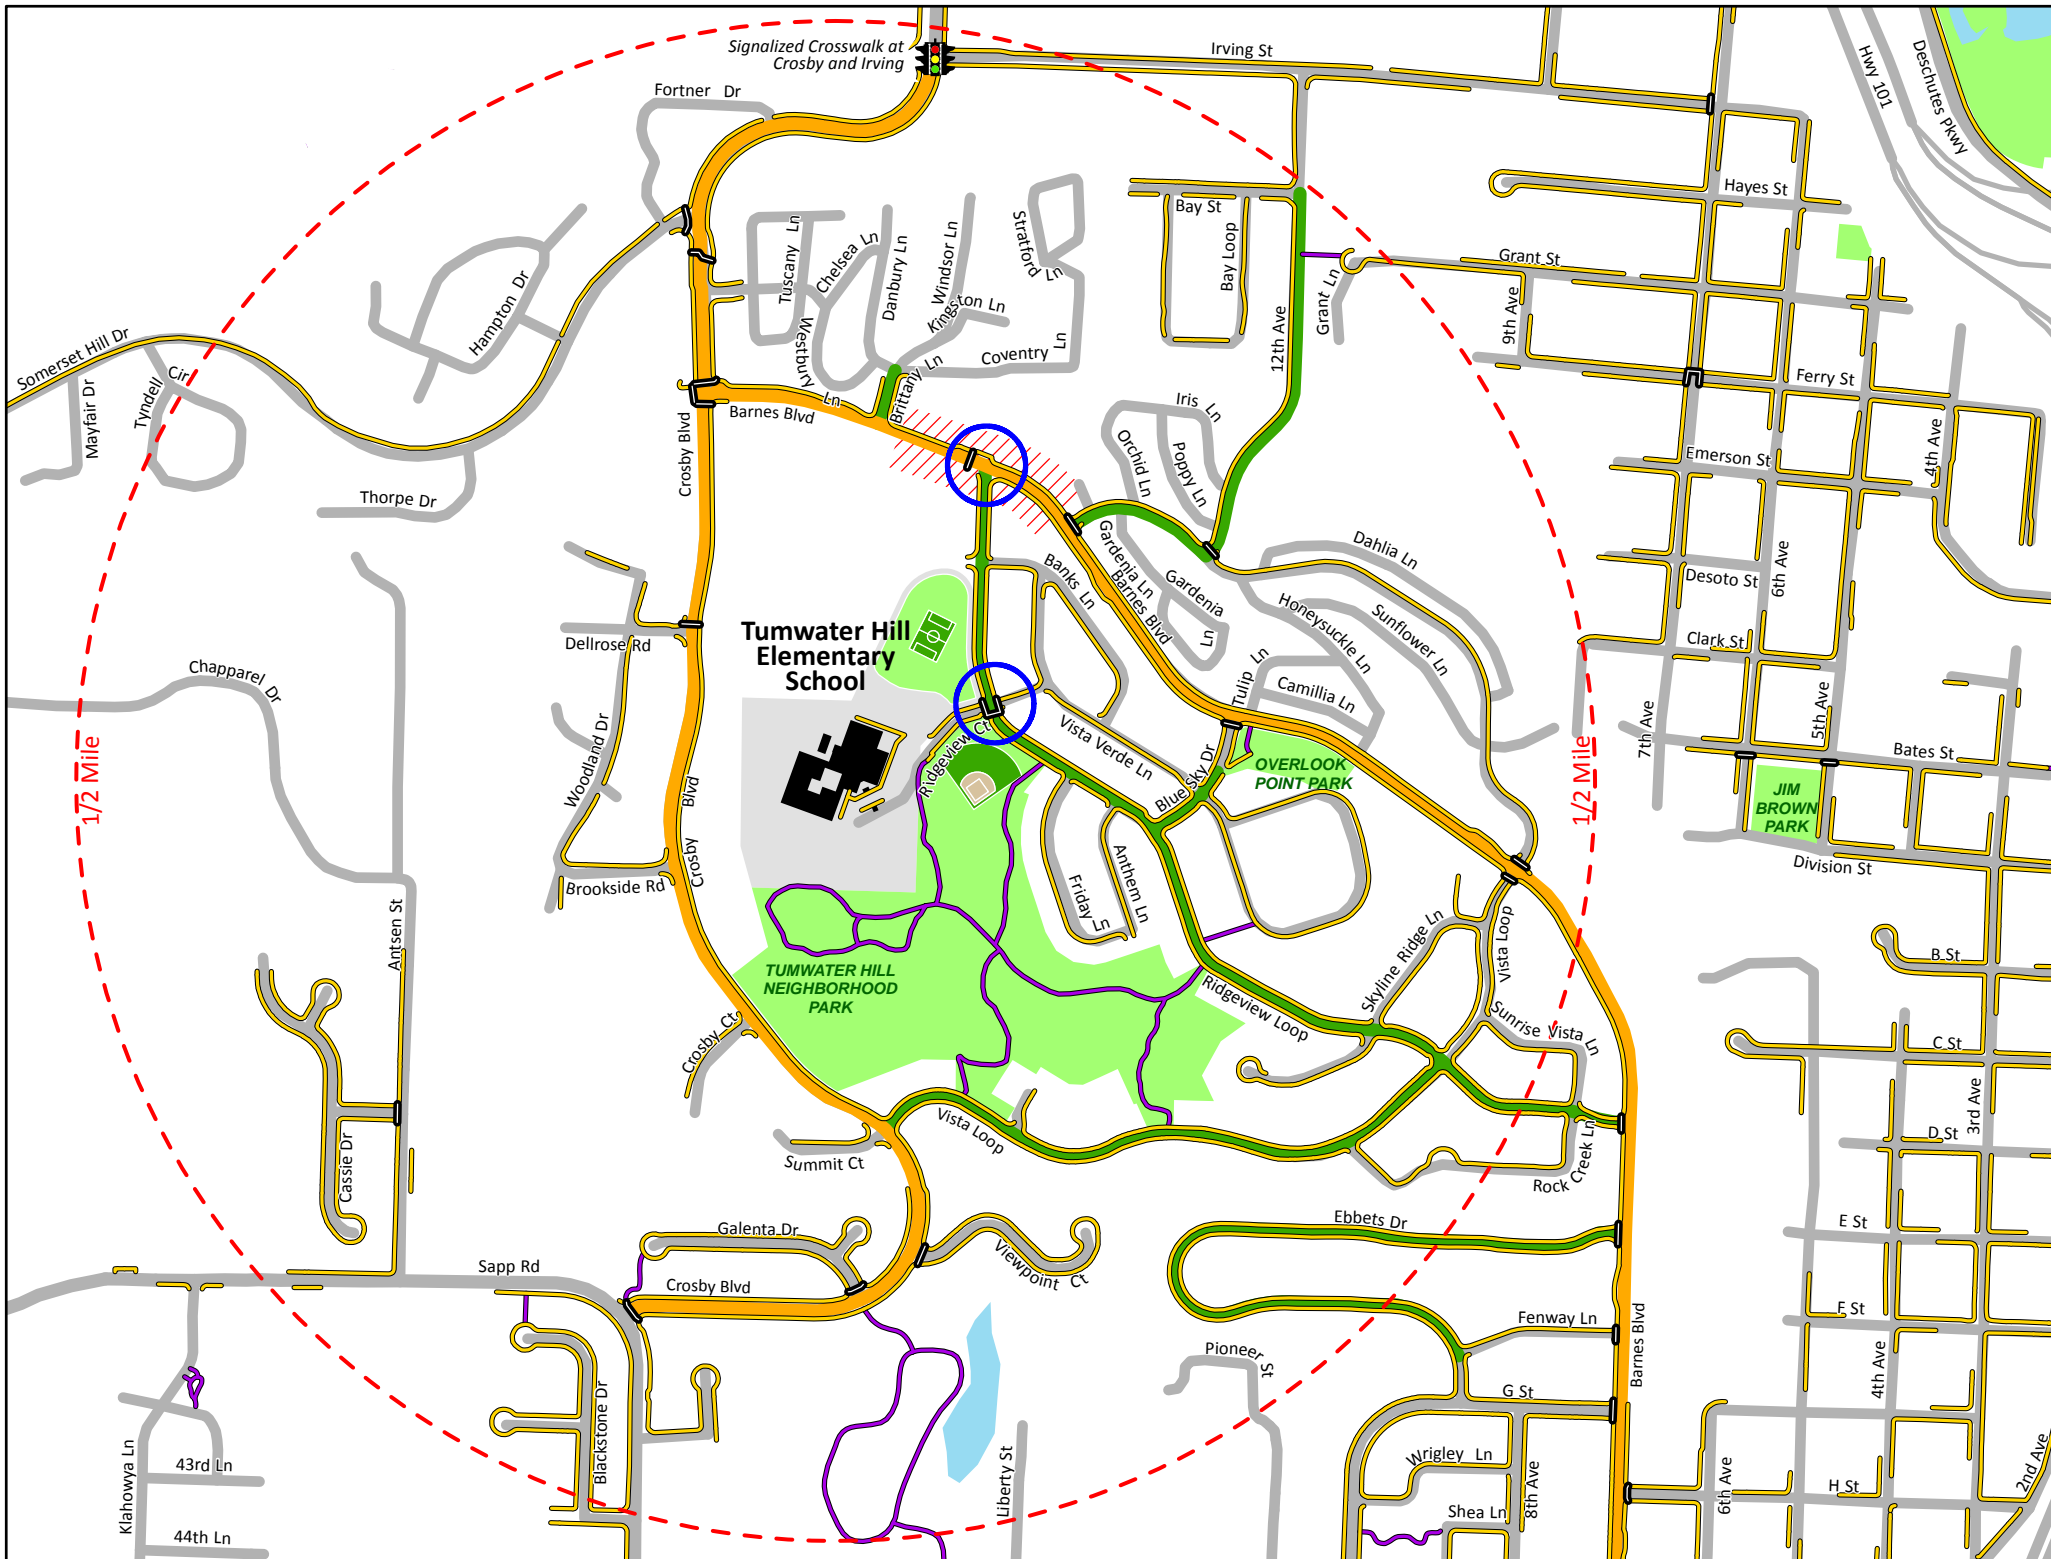 Signalized Crosswalk at
Crosby and Irving
Irving St
Hwy 101
Deschutes Pkwy
Fortner Dr
Hayes St
Bay St
Bay Loop
Stratford Ln
Windsor Ln
Danbury Ln
Chelsea Ln
Tuscany Ln
Westbury Ln
Kingston Ln
Coventry Ln
Brittany Ln
Grant St
Grant Ln
9th Ave
12th Ave
Hampton Dr
Somerset Hill Dr
Mayfair Dr
Tyndell Cir
Thorpe Dr
Crosby Blvd
Barnes Blvd
Ferry St
4th Ave
Iris Ln
Orchid Ln
Poppy Ln
Emerson St
Dahlia Ln
Desoto St
6th Ave
Gardenia Ln
Barnes Blvd
Gardenia Ln
Honeysuckle Ln
Sunflower Ln
Banks Ln
Clark St
Tumwater Hill
Elementary
School
Dellrose Rd
Chapparel Dr
Woodland Dr
Tulip Ln
Camillia Ln
Vista Verde Ln
Ridgeview Ct
Blue Sky Dr
OVERLOOK
POINT PARK
7th Ave
5th Ave
Bates St
JIM
BROWN
PARK
Division St
1/2 Mile
1/2 Mile
Crosby Blvd
Brookside Rd
Friday Ln
Anthem Ln
Antsen St
Skyline Ridge Ln
Vista Loop
B St
TUMWATER HILL
NEIGHBORHOOD
PARK
Ridgeview Loop
Sunrise Vista Ln
Crosby Ct
C St
3rd Ave
Vista Loop
D St
Summit Ct
Rock Creek Ln
Cassie Dr
Galenta Dr
Ebbets Dr
E St
Viewpoint Ct
Sapp Rd
Crosby Blvd
Fenway Ln
F St
Barnes Blvd
Pioneer St
4th Ave
G St
Blackstone Dr
Klahowya Ln
43rd Ln
Liberty St
Wrigley Ln
8th Ave
6th Ave
H St
2nd Ave
Shea Ln
44th Ln